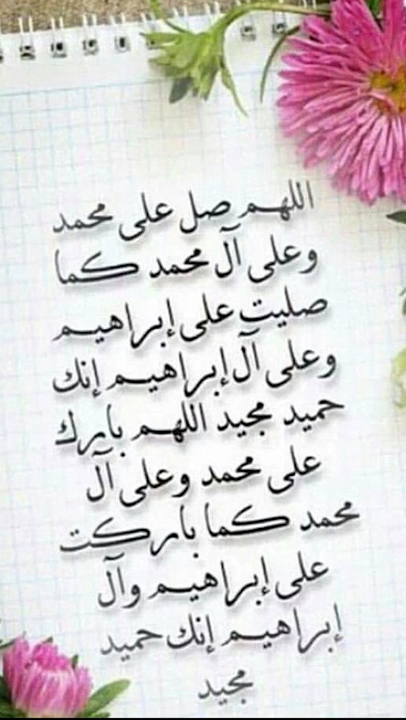 اللهم صل على محمد
وعلى آل محمد كما
صليت على إبراهيم
وعلى آل إبراهيم إنك
حميد مجيد اللهم بارك
على محمد وعلى آل
محمد كما باركت
على إبراهيم وآل
إبراهيم إنك حميد
مجيد